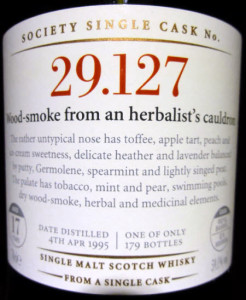 SOCIETY SINGLE CASK No.
29.127
Wood-smoke from an herbalist's cauldron
The rather untypical nose has toffee, apple tart, peach and
cream sweetness, delicate heather and lavender balanced
by putty, Germolene, spearmint and lightly singed peat.
The palate has tobacco, mint and pear, swimming pools,
dry wood-smoke, herbal and medicinal elements.
17
DATE DISTILLED
4TH APR 1995
ONE OF ONLY
179 BOTTLES
SINGLE MALT SCOTCH WHISKY
FROM A SINGLE CASK